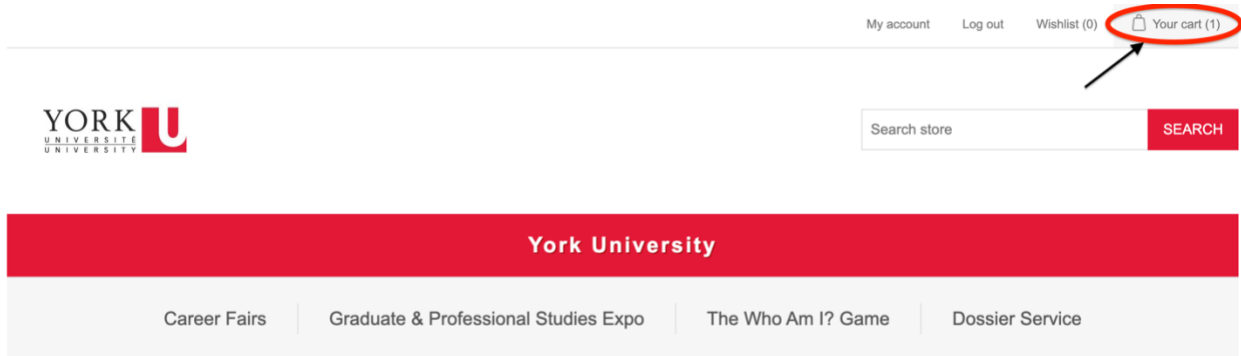 My account Log out Wishlist (0) Your cart (1)
YORK U
UNIVERSITÉ
UNIVERSITY
Search store SEARCH
York University
Career Fairs Graduate & Professional Studies Expo The Who Am I? Game Dossier Service